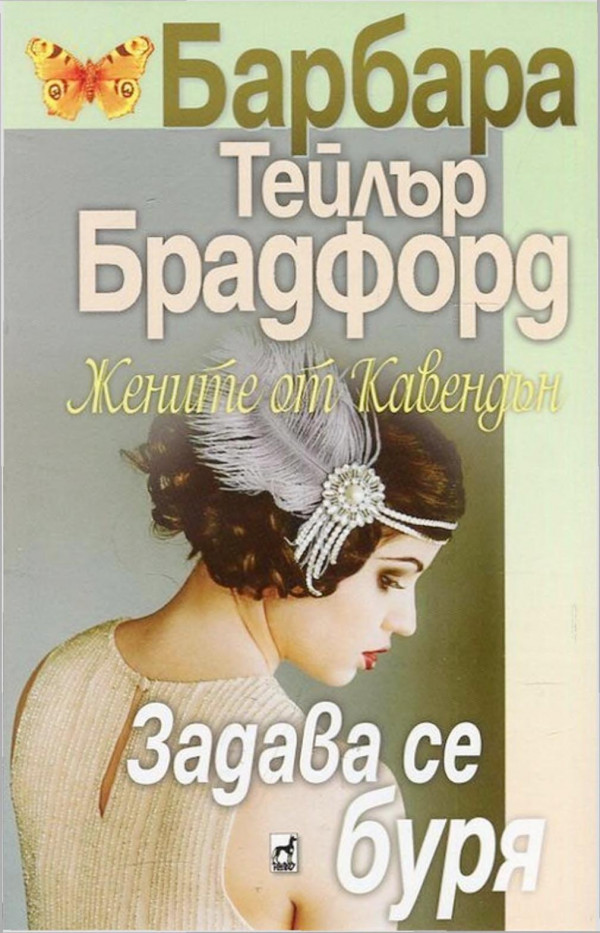 Барбара
Тейлър
Брадфорд
Жените от Кавендън
Задава се
буря